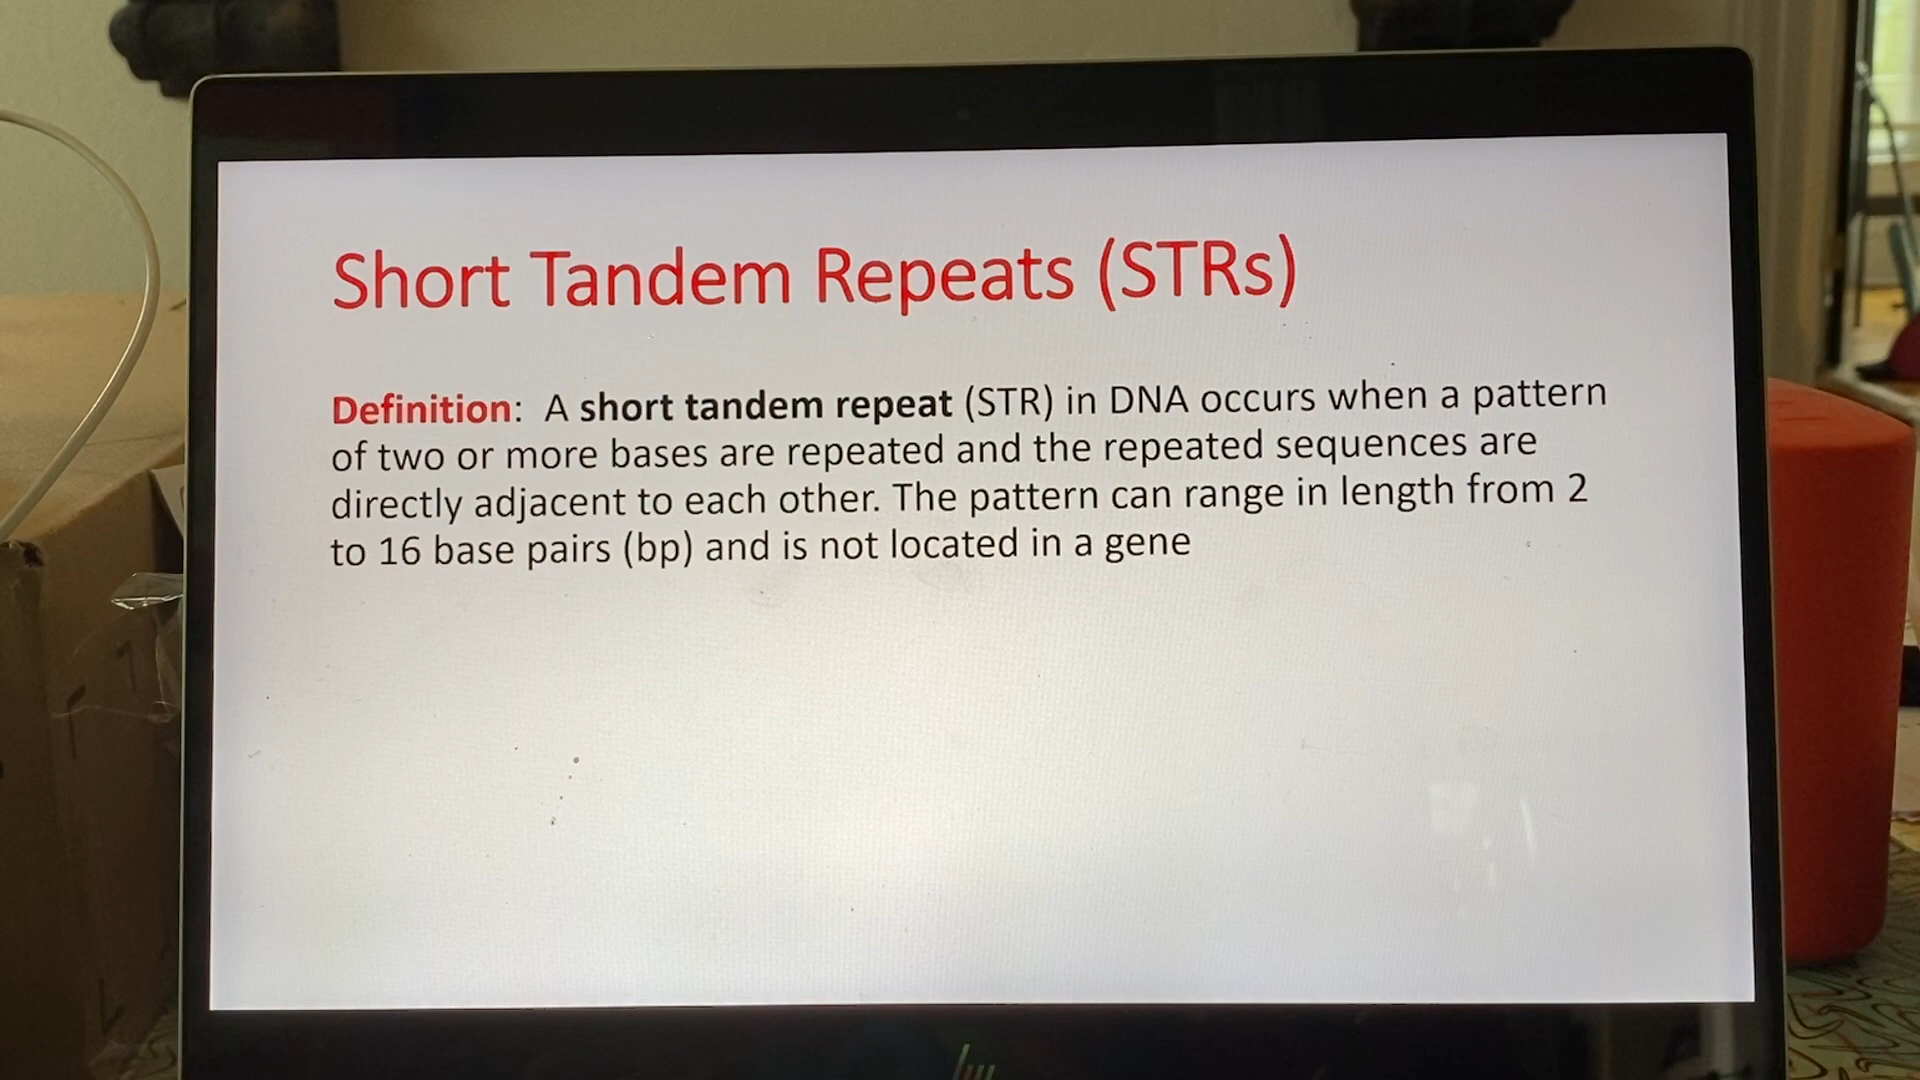 Short Tandem Repeats (STRs)
Definition: A short tandem repeat (STR) in DNA occurs when a pattern
of two or more bases are repeated and the repeated sequences are
directly adjacent to each other. The pattern can range in length from 2
to 16 base pairs (bp) and is not located in a gene
hp